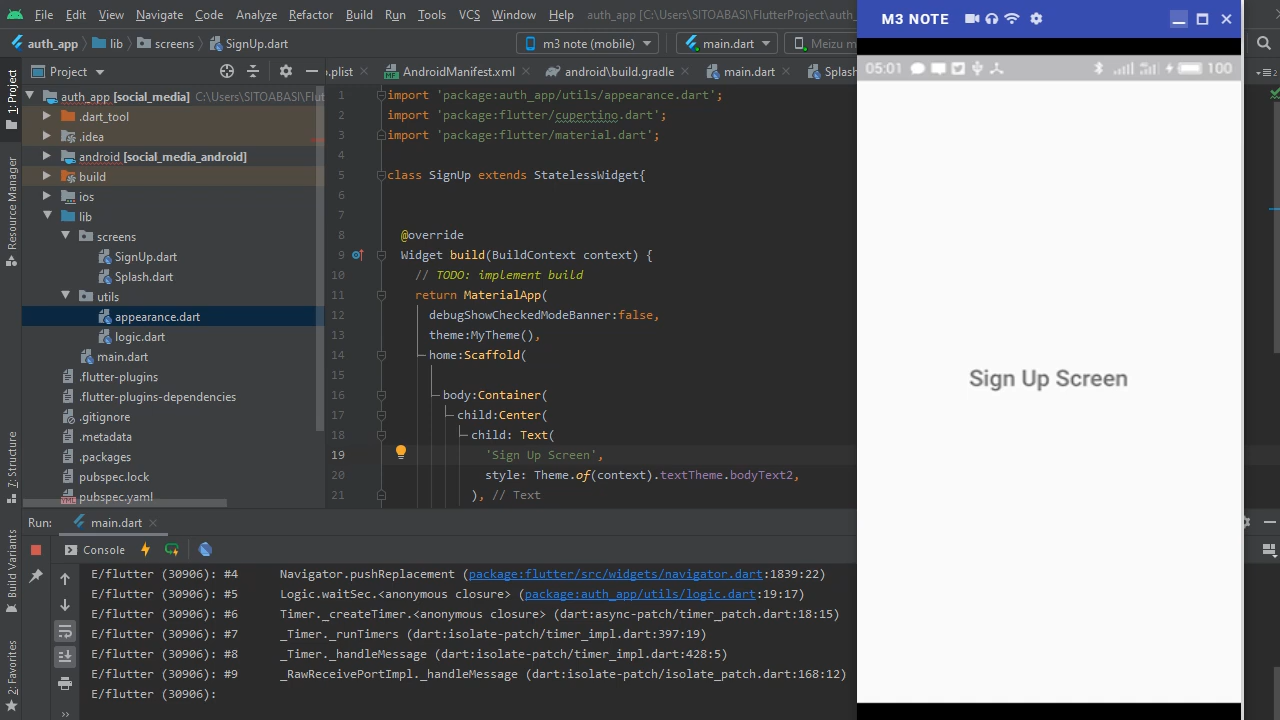 File Edit View Navigate Code Analyze Refactor Build Run Tools VCS Window Help auth_app [C:\Users\SITOABASI\FlutterProject\auth_
auth_app lib screens SignUp.dart m3 note (mobile) main.dart Meizu m
1: Project
Resource Manager
7: Structure
Build Variants
2: Favorites
Project
.plist AndroidManifest.xml android\build.gradle main.dart Splash
auth_app [social_media] C:\Users\SITOABASI\Flut
.dart_tool
.idea
android [social_media_android]
build
ios
lib
screens
SignUp.dart
Splash.dart
utils
appearance.dart
logic.dart
main.dart
.flutter-plugins
.flutter-plugins-dependencies
.gitignore
.metadata
.packages
pubspec.lock
pubspec.yaml
1 import 'package:auth_app/utils/appearance.dart';
2 import 'package:flutter/cupertino.dart';
3 import 'package:flutter/material.dart';
4
5 class SignUp extends StatelessWidget{
6
7
8 @override
9 Widget build(BuildContext context) {
10 // TODO: implement build
11 return MaterialApp(
12 debugShowCheckedModeBanner:false,
13 theme:MyTheme(),
14 home:Scaffold(
15
16 body:Container(
17 child:Center(
18 child: Text(
19 'Sign Up Screen',
20 style: Theme.of(context).textTheme.bodyText2,
21 ), // Text
Run: main.dart
Console
E/flutter (30906): #4 Navigator.pushReplacement (package:flutter/src/widgets/navigator.dart:1839:22)
E/flutter (30906): #5 Logic.waitSec.<anonymous closure> (package:auth_app/utils/logic.dart:19:17)
E/flutter (30906): #6 Timer._createTimer.<anonymous closure> (dart:async-patch/timer_patch.dart:18:15)
E/flutter (30906): #7 _Timer._runTimers (dart:isolate-patch/timer_impl.dart:397:19)
E/flutter (30906): #8 _Timer._handleMessage (dart:isolate-patch/timer_impl.dart:428:5)
E/flutter (30906): #9 _RawReceivePortImpl._handleMessage (dart:isolate-patch/isolate_patch.dart:168:12)
E/flutter (30906):
M3 NOTE
05:01 100
Sign Up Screen